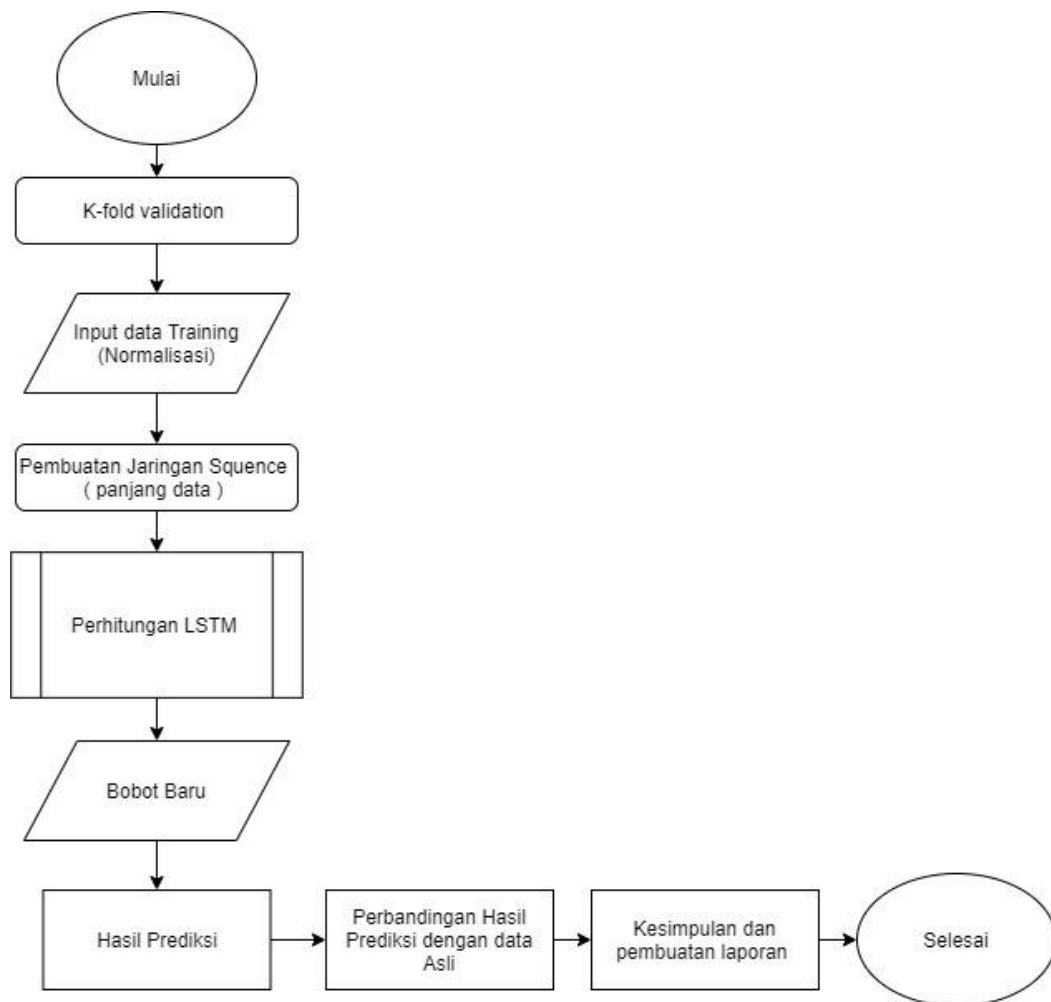 Mulai
K-fold validation
Input data Training
(Normalisasi)
Pembuatan Jaringan Squence
( panjang data )
Perhitungan LSTM
Bobot Baru
Hasil Prediksi
Perbandingan Hasil
Prediksi dengan data
Asli
Kesimpulan dan
pembuatan laporan
Selesai